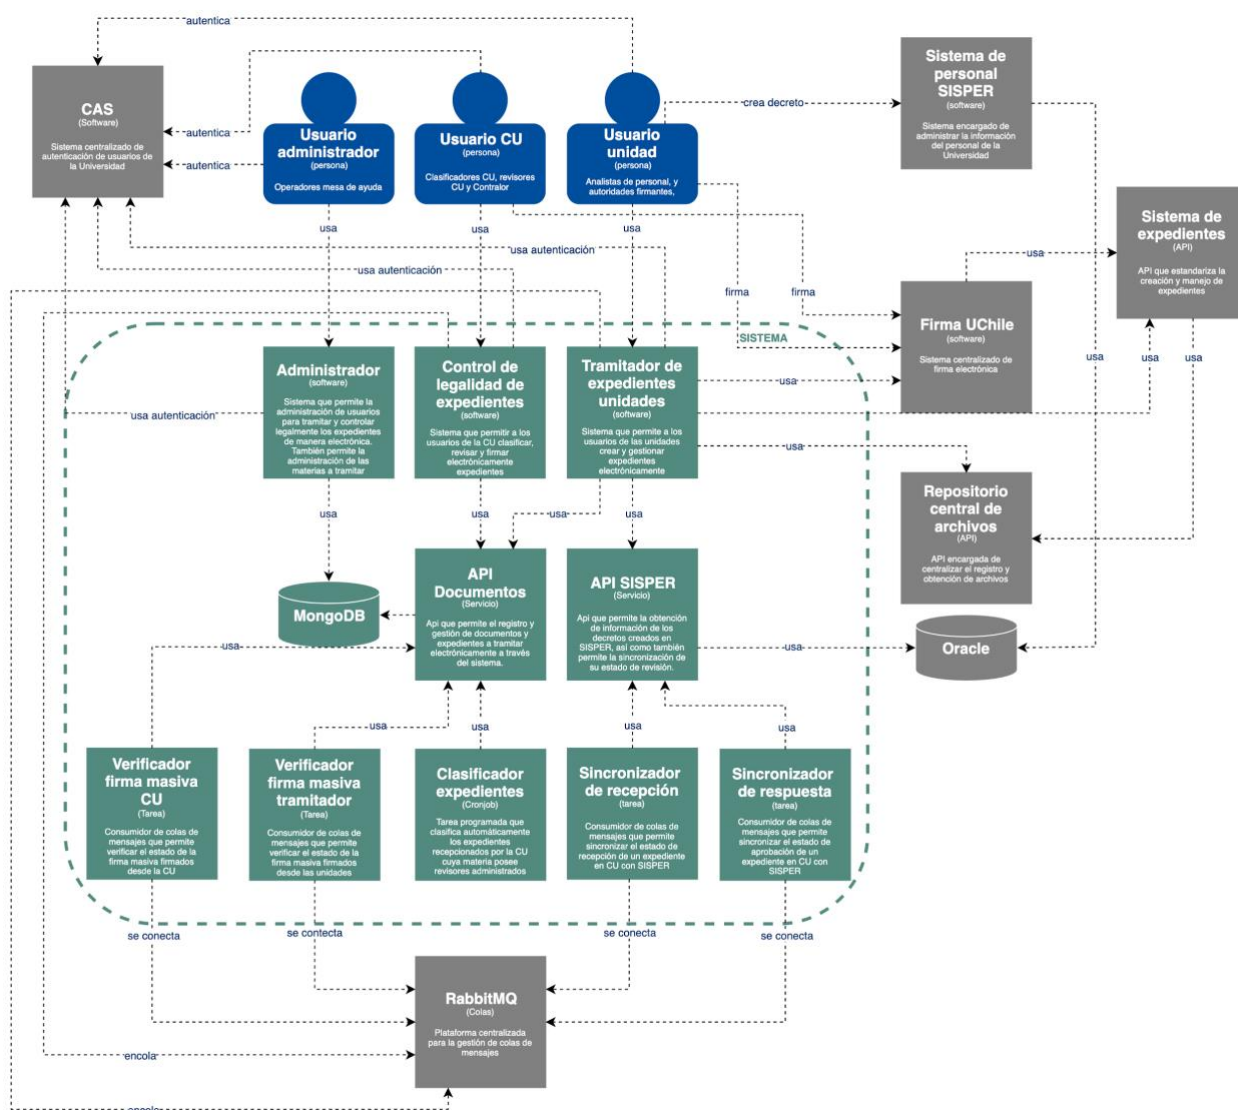 autentica
CAS
(Software)
Sistema centralizado de
autenticación de usuarios de
la Universidad
autentica
autentica
Usuario
administrador
(persona)
Operadores mesa de ayuda
Usuario CU
(persona)
Clasificadores CU, revisores
CU y Contralor
Usuario
unidad
(persona)
Analistas de personal, y
autoridades firmantes,
crea decreto
Sistema de
personal
SISPER
(software)
Sistema encargado de
administrar la información
del personal de la
Universidad
Sistema de
expedientes
(API)
API que estandariza la
creación y manejo de
expedientes
usa
usa
usa
usa autenticación
usa autenticación
usa
firma
firma
Firma UChile
(software)
Sistema centralizado de
firma electrónica
usa
usa
usa
SISTEMA
Administrador
(software)
Sistema que permite la
administración de usuarios
para tramitar y controlar
legalmente los expedientes
de manera electrónica.
También permite la
administración de las
materias a tramitar
Control de
legalidad de
expedientes
(software)
Sistema que permitir a los
usuarios de la CU clasificar,
revisar y firmar
electrónicamente
expedientes
Tramitador de
expedientes
unidades
(software)
Sistema que permite a los
usuarios de las unidades
crear y gestionar
expedientes
electrónicamente
usa
usa autenticación
usa
usa
usa
usa
usa
Repositorio
central de
archivos
(API)
API encargada de
centralizar el registro y
obtención de archivos
MongoDB
API
Documentos
(Servicio)
Api que permite el registro y
gestión de documentos y
expedientes a tramitar
electrónicamente a través
del sistema.
API SISPER
(Servicio)
Api que permite la obtención
de información de los
decretos creados en
SISPER, así como también
permite la sincronización de
su estado de revisión.
usa
usa
Oracle
usa
usa
usa
usa
Verificador
firma masiva
CU
(Tarea)
Consumidor de colas de
mensajes que permite
verificar el estado de la
firma masiva firmados
desde la CU
Verificador
firma masiva
tramitador
(Tarea)
Consumidor de colas de
mensajes que permite
verificar el estado de la
firma masiva firmados
desde las unidades
Clasificador
expedientes
(Cronjob)
Tarea programada que
clasifica automáticamente
los expedientes
recepcionados por la CU
cuya materia posee
revisores administrados
Sincronizador
de recepción
(tarea)
Consumidor de colas de
mensajes que permite
sincronizar el estado de
recepción de un expediente
en CU con SISPER
Sincronizador
de respuesta
(tarea)
Consumidor de colas de
mensajes que permite
sincronizar el estado de
aprobación de un
expediente en CU con
SISPER
se conecta
se contecta
se conecta
se conecta
RabbitMQ
(Colas)
Plataforma centralizada
para la gestión de colas de
mensajes
encola